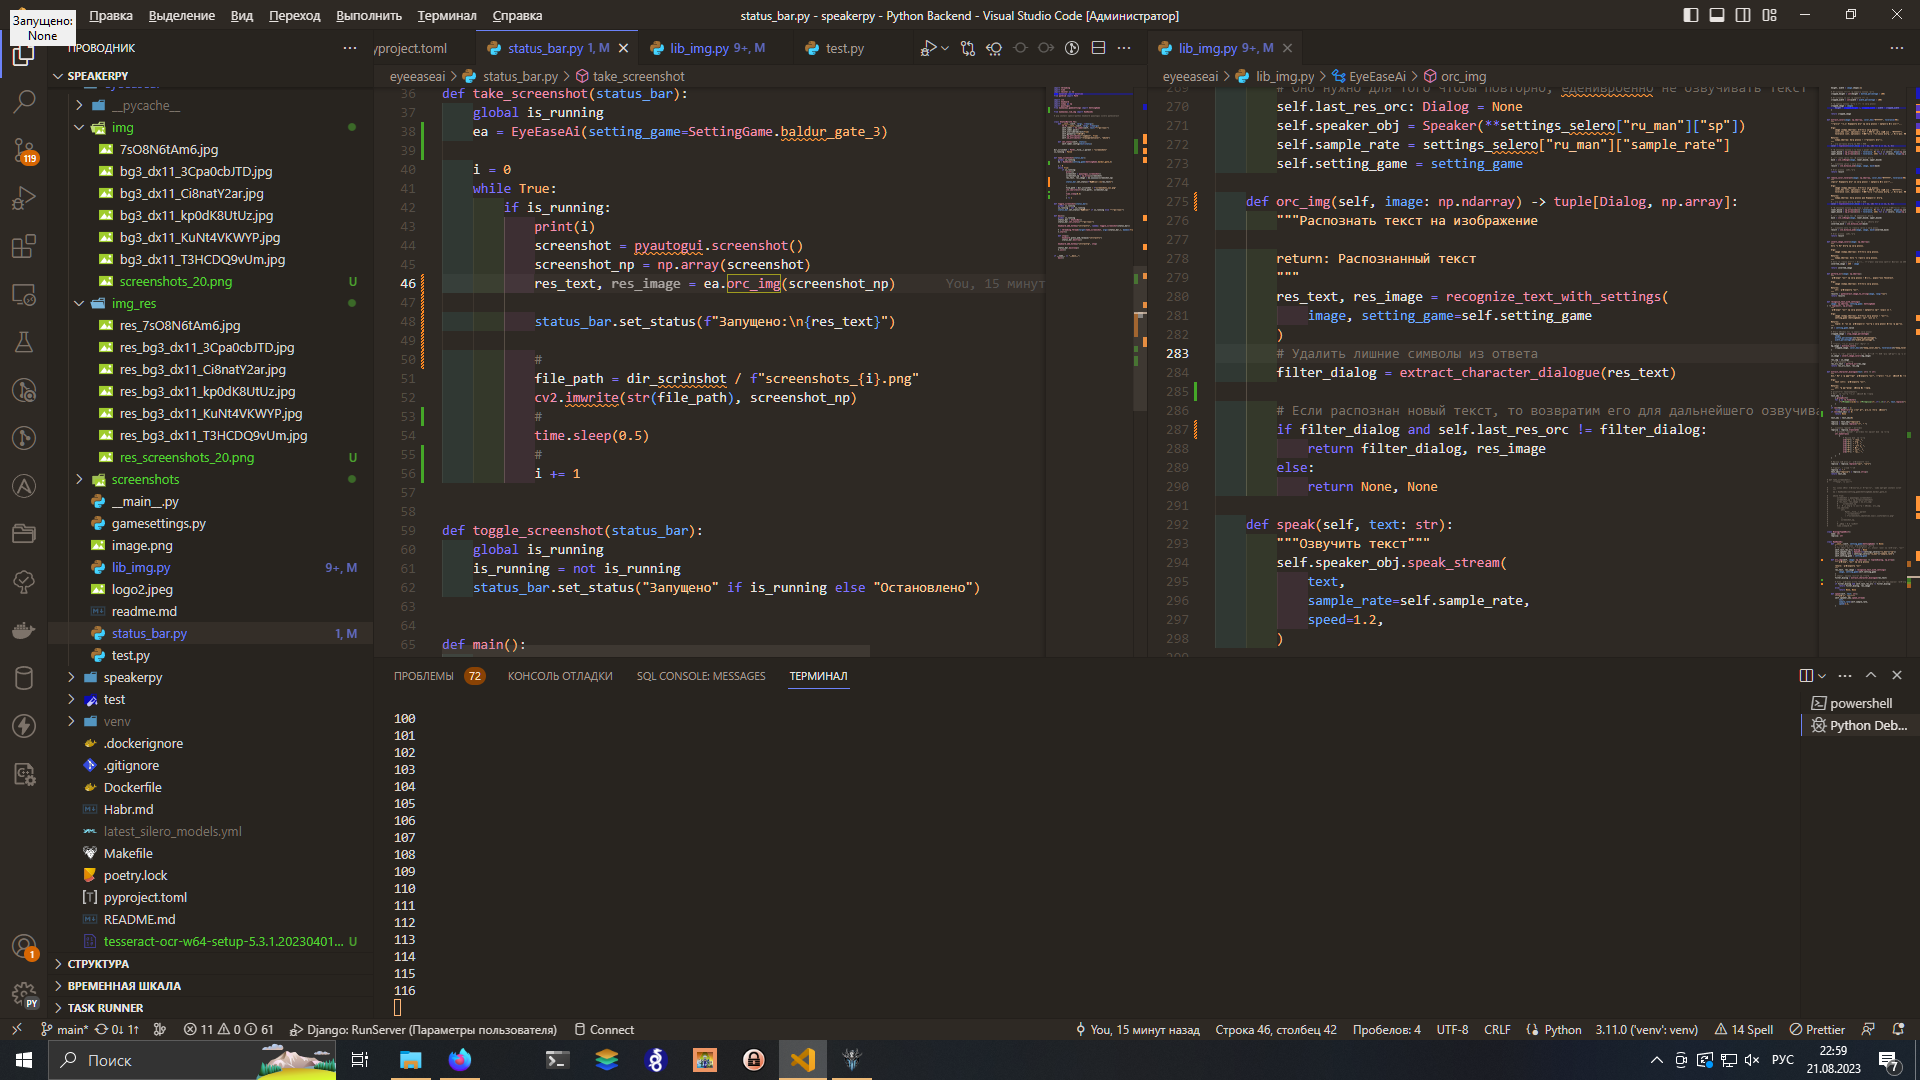 Запущено:
None
Правка Выделение Вид Переход Выполнить Терминал Справка
status_bar.py - speakerpy - Python Backend - Visual Studio Code [Администратор]
ПРОВОДНИК
SPEAKERPY
__pycache__
img
7sO8N6tAm6.jpg
bg3_dx11_3Cpa0cbJTD.jpg
bg3_dx11_Ci8natY2ar.jpg
bg3_dx11_kp0dK8UtUz.jpg
bg3_dx11_KuNt4VKWYP.jpg
bg3_dx11_T3HCDQ9vUm.jpg
screenshots_20.png U
img_res
res_7sO8N6tAm6.jpg
res_bg3_dx11_3Cpa0cbJTD.jpg
res_bg3_dx11_Ci8natY2ar.jpg
res_bg3_dx11_kp0dK8UtUz.jpg
res_bg3_dx11_KuNt4VKWYP.jpg
res_bg3_dx11_T3HCDQ9vUm.jpg
res_screenshots_20.png U
screenshots
__main__.py
gamesettings.py
image.png
lib_img.py 9+, M
logo2.jpeg
readme.md
status_bar.py 1, M
test.py
speakerpy
test
venv
.dockerignore
.gitignore
Dockerfile
Habr.md
latest_silero_models.yml
Makefile
poetry.lock
pyproject.toml
README.md
tesseract-ocr-w64-setup-5.3.1.20230401... U
СТРУКТУРА
ВРЕМЕННАЯ ШКАЛА
TASK RUNNER
119
1
PY
yproject.toml
status_bar.py 1, M
lib_img.py 9+, M
test.py
eyeeaseai > status_bar.py > take_screenshot
36 def take_screenshot(status_bar):
37 global is_running
38 ea = EyeEaseAi(setting_game=SettingGame.baldur_gate_3)
39
40 i = 0
41 while True:
42 if is_running:
43 print(i)
44 screenshot = pyautogui.screenshot()
45 screenshot_np = np.array(screenshot)
46 res_text, res_image = ea.orc_img(screenshot_np) You, 15 минут
47
48 status_bar.set_status(f"Запущено:\n{res_text}")
49
50 #
51 file_path = dir_scrinshot / f"screenshots_{i}.png"
52 cv2.imwrite(str(file_path), screenshot_np)
53 #
54 time.sleep(0.5)
55 #
56 i += 1
57
58
59 def toggle_screenshot(status_bar):
60 global is_running
61 is_running = not is_running
62 status_bar.set_status("Запущено" if is_running else "Остановлено")
63
64
65 def main():
lib_img.py 9+, M
eyeeaseai > lib_img.py > EyeEaseAi > orc_img
269 # Оно нужно для того чтобы повторно, еденивроенно не озвучивать текст
270 self.last_res_orc: Dialog = None
271 self.speaker_obj = Speaker(**settings_selero["ru_man"]["sp"])
272 self.sample_rate = settings_selero["ru_man"]["sample_rate"]
273 self.setting_game = setting_game
274
275 def orc_img(self, image: np.ndarray) -> tuple[Dialog, np.array]:
276 """Распознать текст на изображение
277
278 return: Распознанный текст
279 """
280 res_text, res_image = recognize_text_with_settings(
281 image, setting_game=self.setting_game
282 )
283 # Удалить лишние символы из ответа
284 filter_dialog = extract_character_dialogue(res_text)
285
286 # Если распознан новый текст, то возвратим его для дальнейшего озвучива
287 if filter_dialog and self.last_res_orc != filter_dialog:
288 return filter_dialog, res_image
289 else:
290 return None, None
291
292 def speak(self, text: str):
293 """Озвучить текст"""
294 self.speaker_obj.speak_stream(
295 text,
296 sample_rate=self.sample_rate,
297 speed=1.2,
298 )
ПРОБЛЕМЫ 72 КОНСОЛЬ ОТЛАДКИ SQL CONSOLE: MESSAGES ТЕРМИНАЛ
100
101
102
103
104
105
106
107
108
109
110
111
112
113
114
115
116
powershell
Python Deb...
main* 0↓ 1↑ 11 0 61 Django: RunServer (Параметры пользователя) Connect
You, 15 минут назад Строка 46, столбец 42 Пробелов: 4 UTF-8 CRLF Python 3.11.0 ('venv': venv) 14 Spell Prettier
Поиск
РУС
22:59
21.08.2023
7